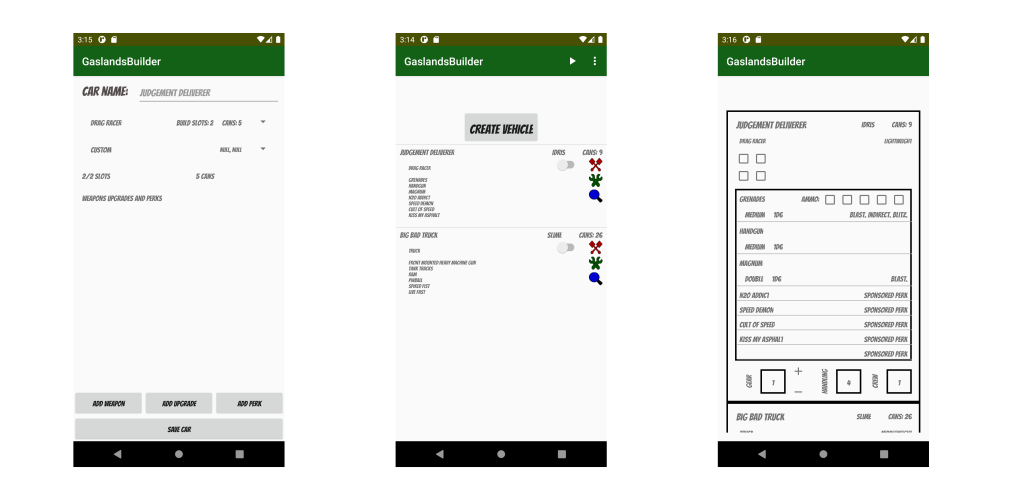 3:15
GaslandsBuilder
CAR NAME: JUDGEMENT DELIVERER
DRAG RACER BUILD SLOTS: 2 CANS: 5
CUSTOM NULL, NULL
2/2 SLOTS 5 CANS
WEAPONS UPGRADES AND PERKS
ADD WEAPON ADD UPGRADE ADD PERK
SAVE CAR
3:14
GaslandsBuilder
CREATE VEHICLE
JUDGEMENT DELIVERER IDRIS CANS: 9
DRAG RACER
GRENADES
HANDGUN
MAGNUM
N2O ADDICT
SPEED DEMON
CULT OF SPEED
KISS MY ASPHALT
BIG BAD TRUCK SLIME CANS: 26
TRUCK
FRONT MOUNTED HEAVY MACHINE GUN
TANK TRACKS
RAM
PINBALL
SPIKED FIST
LIVE FAST
3:16
GaslandsBuilder
JUDGEMENT DELIVERER IDRIS CANS: 9
DRAG RACER LIGHTWEIGHT
GRENADES AMMO:
MEDIUM 1D6 BLAST. INDIRECT. BLITZ.
HANDGUN
MEDIUM 1D6
MAGNUM
DOUBLE 1D6 BLAST.
N2O ADDICT SPONSORED PERK
SPEED DEMON SPONSORED PERK
CULT OF SPEED SPONSORED PERK
KISS MY ASPHALT SPONSORED PERK
SPONSORED PERK
GEAR 1 + - HANDLING 4 CREW 1
BIG BAD TRUCK SLIME CANS: 26